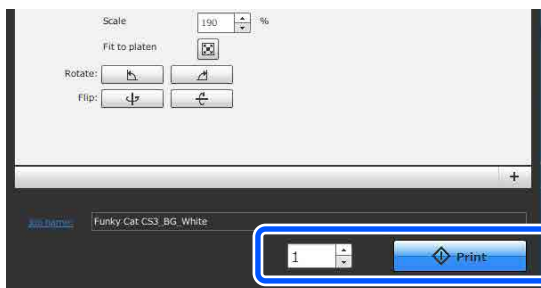 Scale 190 %
Fit to platen
Rotate:
Flip:
+
Job name: Funky Cat CS3_BG_White
1 Print